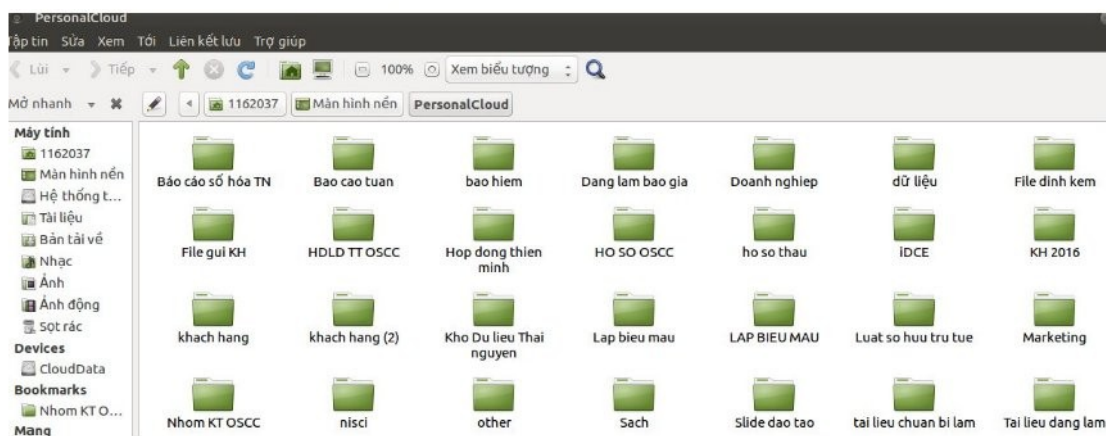 PersonalCloud
Tập tin Sửa Xem Tới Liên kết lưu Trợ giúp
Lùi Tiếp 100% Xem biểu tượng
Mở nhanh 1162037 Màn hình nền PersonalCloud
Máy tính
1162037
Màn hình nền
Hệ thống t...
Tài liệu
Bản tải về
Nhạc
Ảnh
Ảnh động
Sọt rác
Devices
CloudData
Bookmarks
Nhom KT O...
Mạng
Báo cáo số hóa TN Bao cao tuan bao hiem Dang lam bao gia Doanh nghiep dữ liệu File dinh kem
File gui KH HDLD TT OSCC Hop dong thien minh HO SO OSCC ho so thau iDCE KH 2016
khach hang khach hang (2) Kho Du lieu Thai nguyen Lap bieu mau LAP BIEU MAU Luat so huu tru tue Marketing
Nhom KT OSCC nisci other Sach Slide dao tao tai lieu chuan bi lam Tai lieu dang lam